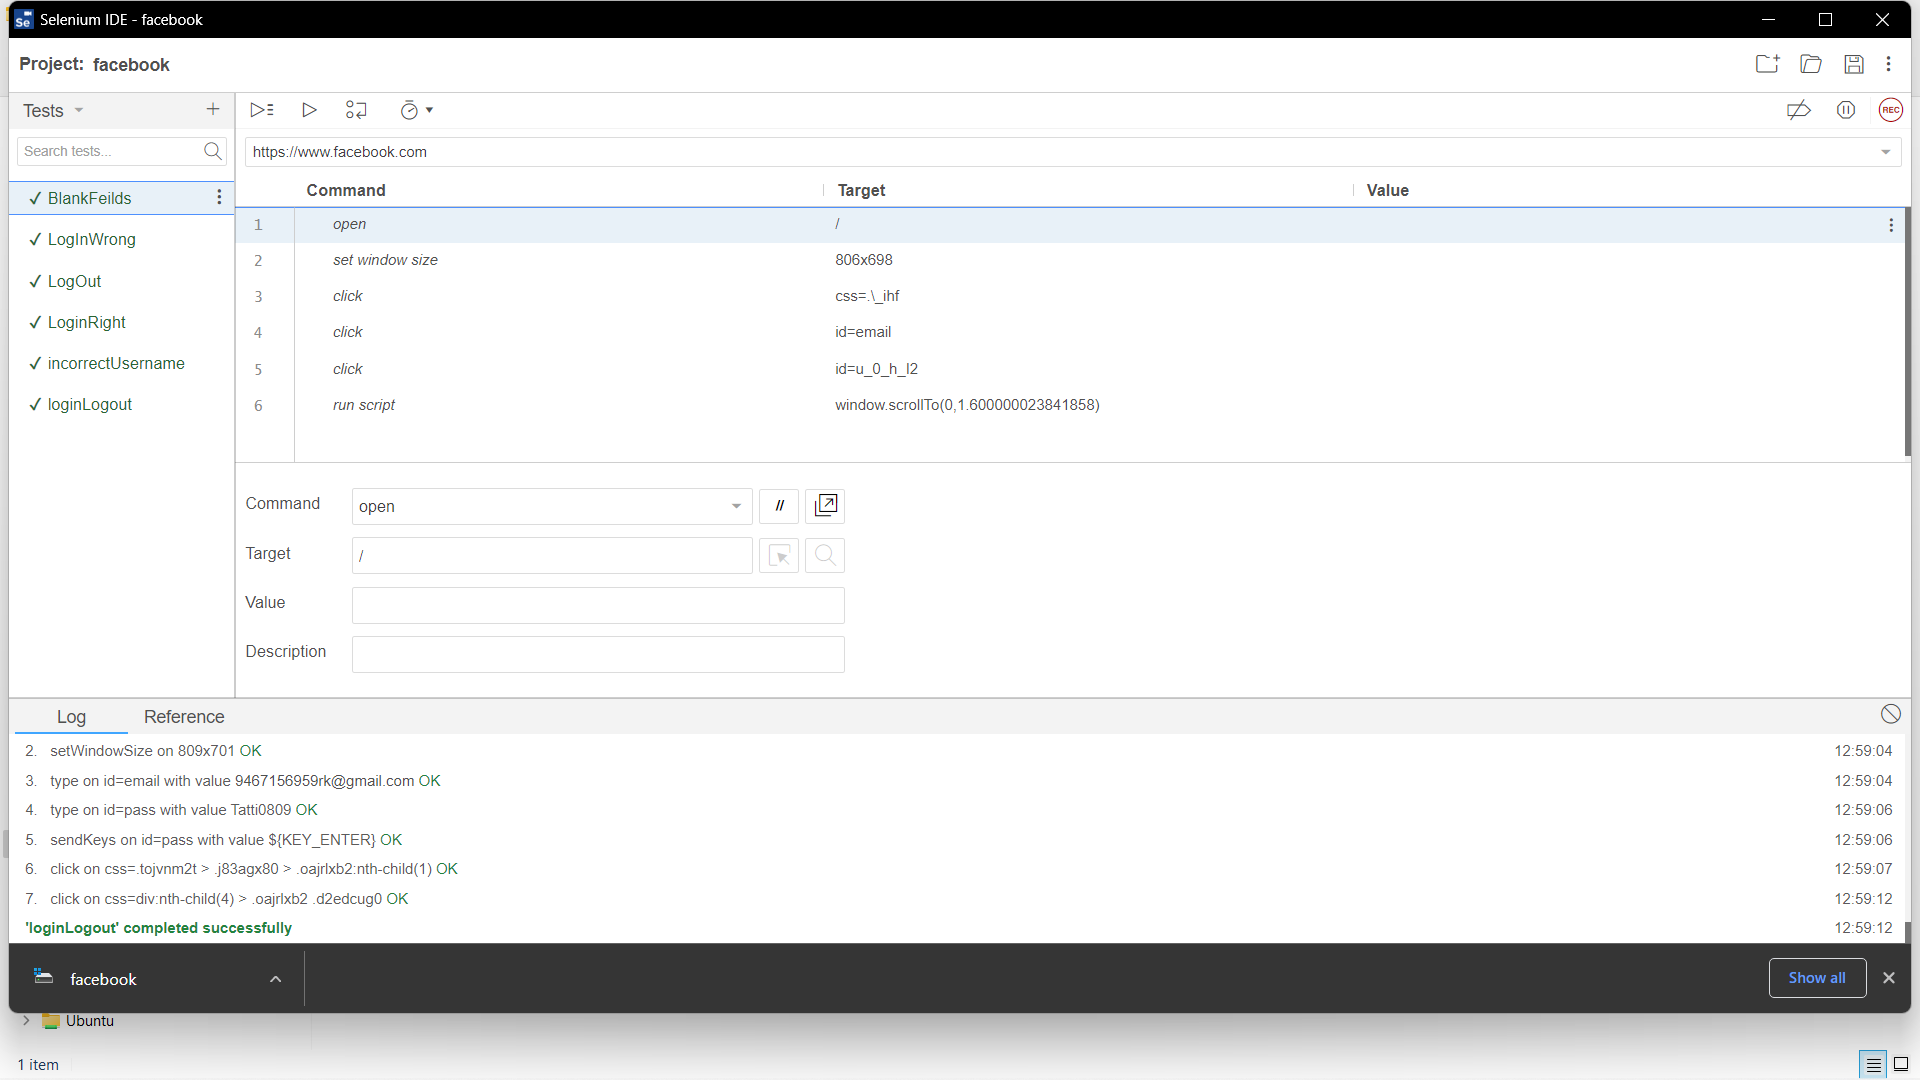 Selenium IDE - facebook
Project: facebook
Tests
Search tests...
✓ BlankFeilds
✓ LogInWrong
✓ LogOut
✓ LoginRight
✓ incorrectUsername
✓ loginLogout
REC
https://www.facebook.com
Command Target Value
1 open /
2 set window size 806x698
3 click css=.\_ihf
4 click id=email
5 click id=u_0_h_l2
6 run script window.scrollTo(0,1.600000023841858)
Command open //
Target /
Value
Description
Log Reference
2. setWindowSize on 809x701 OK 12:59:04
3. type on id=email with value 9467156959rk@gmail.com OK 12:59:04
4. type on id=pass with value Tatti0809 OK 12:59:06
5. sendKeys on id=pass with value ${KEY_ENTER} OK 12:59:06
6. click on css=.tojvnm2t > .j83agx80 > .oajrlxb2:nth-child(1) OK 12:59:07
7. click on css=div:nth-child(4) > .oajrlxb2 .d2edcug0 OK 12:59:12
'loginLogout' completed successfully 12:59:12
facebook Show all
Ubuntu
1 item